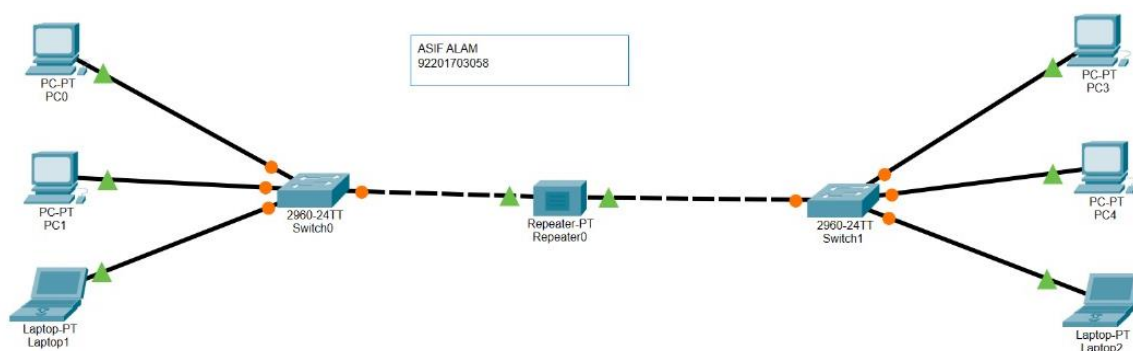 ASIF ALAM
92201703058
PC-PT
PC0
PC-PT
PC1
Laptop-PT
Laptop1
2960-24TT
Switch0
Repeater-PT
Repeater0
2960-24TT
Switch1
PC-PT
PC3
PC-PT
PC4
Laptop-PT
Laptop2